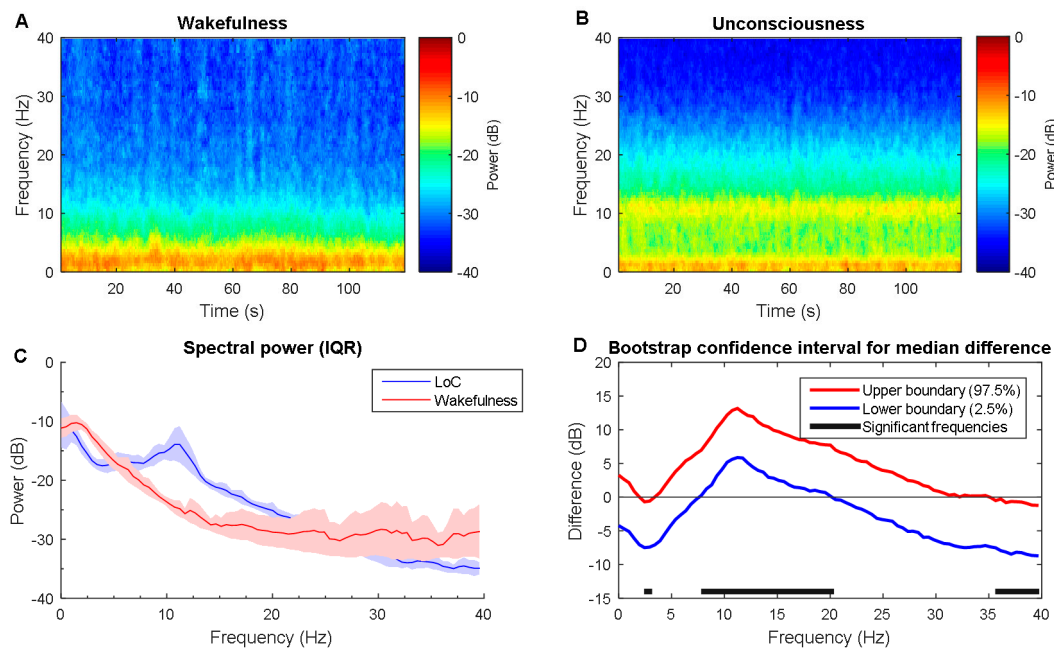 A
Wakefulness
40
30
20
10
0
Frequency (Hz)
20
40
60
80
100
Time (s)
0
-10
-20
-30
-40
Power (dB)
B
Unconsciousness
40
30
20
10
0
Frequency (Hz)
20
40
60
80
100
Time (s)
0
-10
-20
-30
-40
Power (dB)
C
Spectral power (IQR)
0
-10
-20
-30
-40
Power (dB)
LoC
Wakefulness
0
10
20
30
40
Frequency (Hz)
D
Bootstrap confidence interval for median difference
20
15
10
5
0
-5
-10
-15
Difference (dB)
Upper boundary (97.5%)
Lower boundary (2.5%)
Significant frequencies
0
5
10
15
20
25
30
35
40
Frequency (Hz)